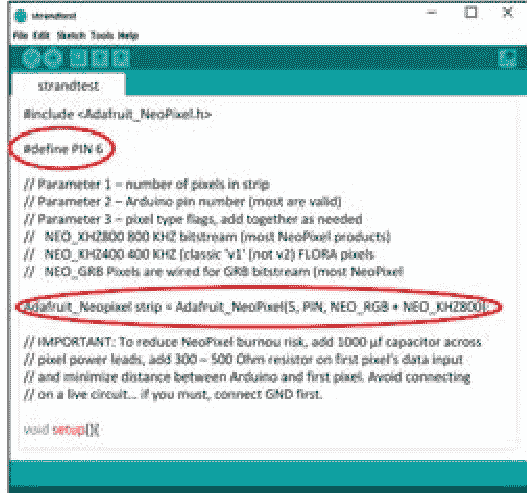 strandtest
File Edit Sketch Tools Help
strandtest
#include <Adafruit_NeoPixel.h>
#define PIN 6
// Parameter 1 – number of pixels in strip
// Parameter 2 – Arduino pin number (most are valid)
// Parameter 3 – pixel type flags, add together as needed
// NEO_KHZ800 800 KHZ bitstream (most NeoPixel products)
// NEO_KHZ400 400 KHZ (classic 'v1' (not v2) FLORA pixels
// NEO_GRB Pixels are wired for GRB bitstream (most NeoPixel
Adafruit_Neopixel strip = Adafruit_NeoPixel(5, PIN, NEO_RGB + NEO_KHZ800);
// IMPORTANT: To reduce NeoPixel burnou risk, add 1000 µf capacitor across
// pixel power leads, add 300 – 500 Ohm resistor on first pixel's data input
// and minimize distance between Arduino and first pixel. Avoid connecting
// on a live circuit... if you must, connect GND first.
void setup(){